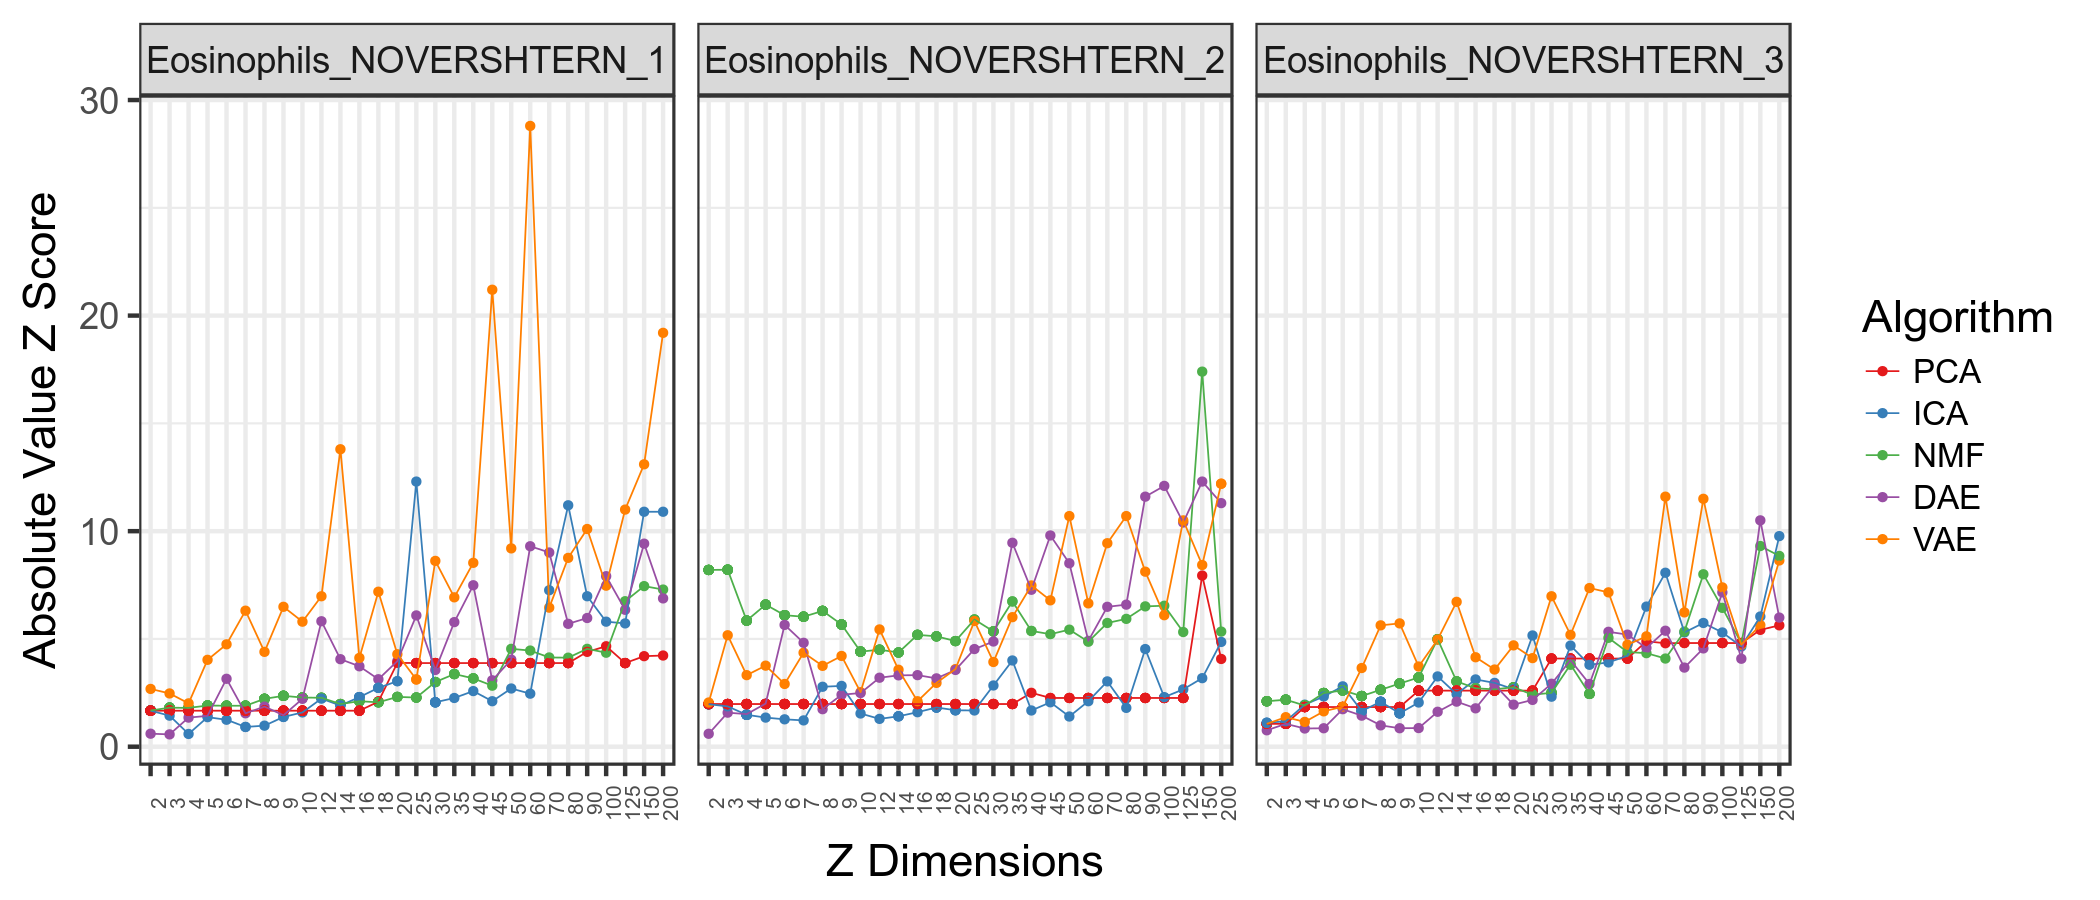 Eosinophils_NOVERSHTERN_1
Eosinophils_NOVERSHTERN_2
Eosinophils_NOVERSHTERN_3
Absolute Value Z Score
30
20
10
0
2 3 4 5 6 7 8 9 10 12 14 16 18 20 25 30 35 40 45 50 60 70 80 90 100 125 150 200
2 3 4 5 6 7 8 9 10 12 14 16 18 20 25 30 35 40 45 50 60 70 80 90 100 125 150 200
2 3 4 5 6 7 8 9 10 12 14 16 18 20 25 30 35 40 45 50 60 70 80 90 100 125 150 200
Z Dimensions
Algorithm
PCA
ICA
NMF
DAE
VAE